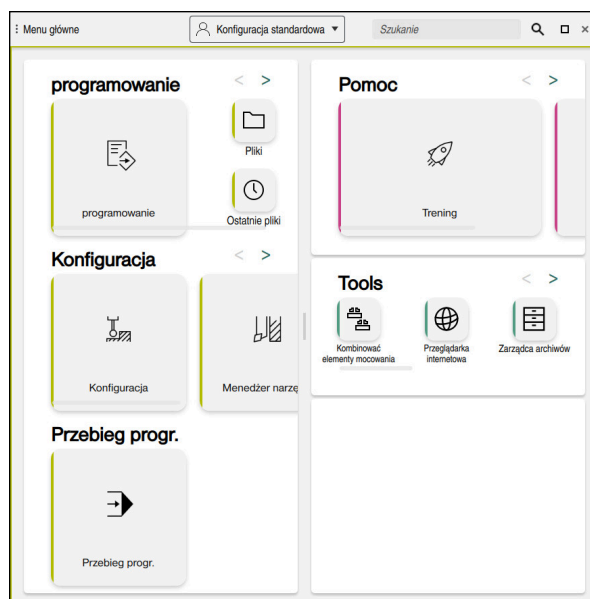 Menu główne
Konfiguracja standardowa
Szukanie
programowanie
Pliki
programowanie
Ostatnie pliki
Konfiguracja
Konfiguracja
Menedżer narzę
Przebieg progr.
Przebieg progr.
Pomoc
Trening
Tools
Kombinować
elementy mocowania
Przeglądarka
internetowa
Zarządca archiwów